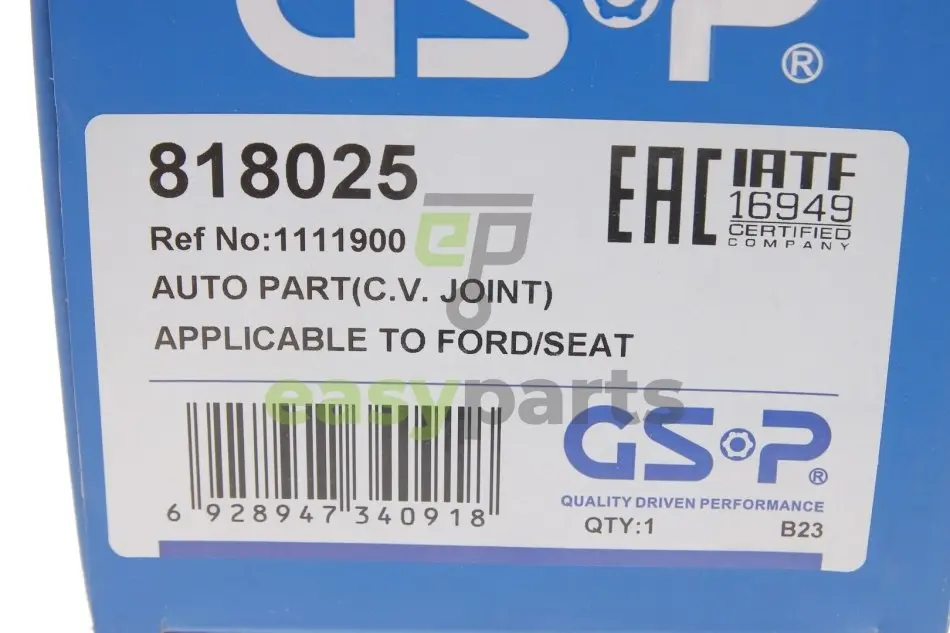 GSP®
818025
EAC
IATF
16949
CERTIFIED
COMPANY
ep
Ref No:1111900
AUTO PART(C.V. JOINT)
APPLICABLE TO FORD/SEAT
easyparts
GSP®
QUALITY DRIVEN PERFORMANCE
6 928947 340918
QTY:1
B23